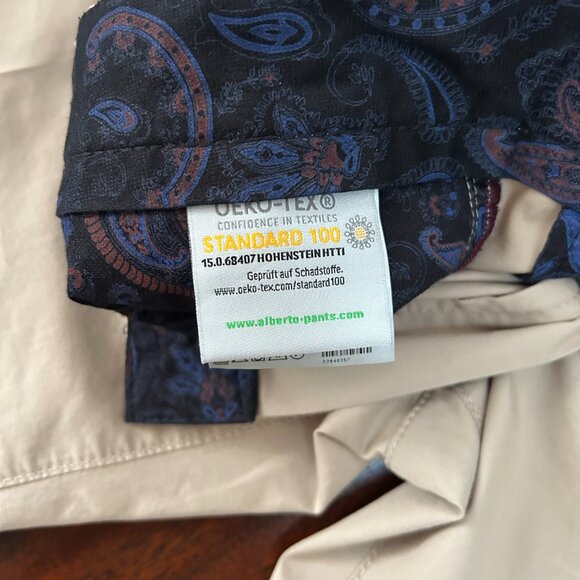 OEKO-TEX®
CONFIDENCE IN TEXTILES
STANDARD 100
15.0.68407 HOHENSTEIN HTTI
Geprüft auf Schadstoffe.
www.oeko-tex.com/standard100
www.alberto-pants.com
22840357